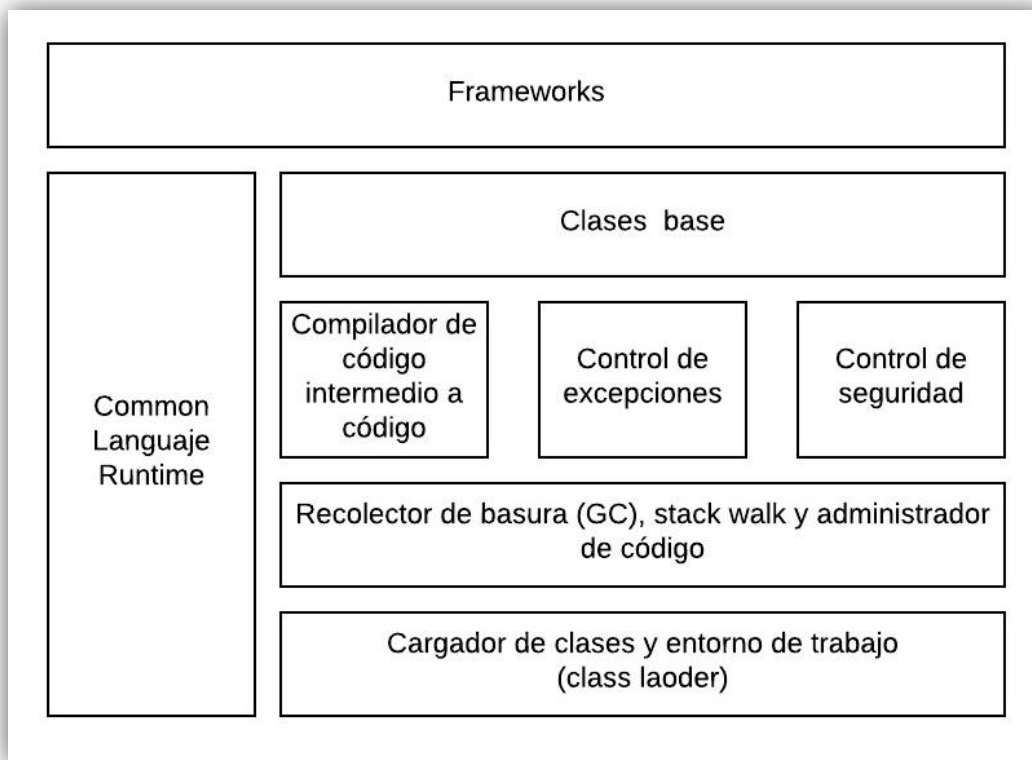 Frameworks
Clases base
Compilador de
código
intermedio a
código
Control de
excepciones
Control de
seguridad
Common
Languaje
Runtime
Recolector de basura (GC), stack walk y administrador
de código
Cargador de clases y entorno de trabajo
(class laoder)